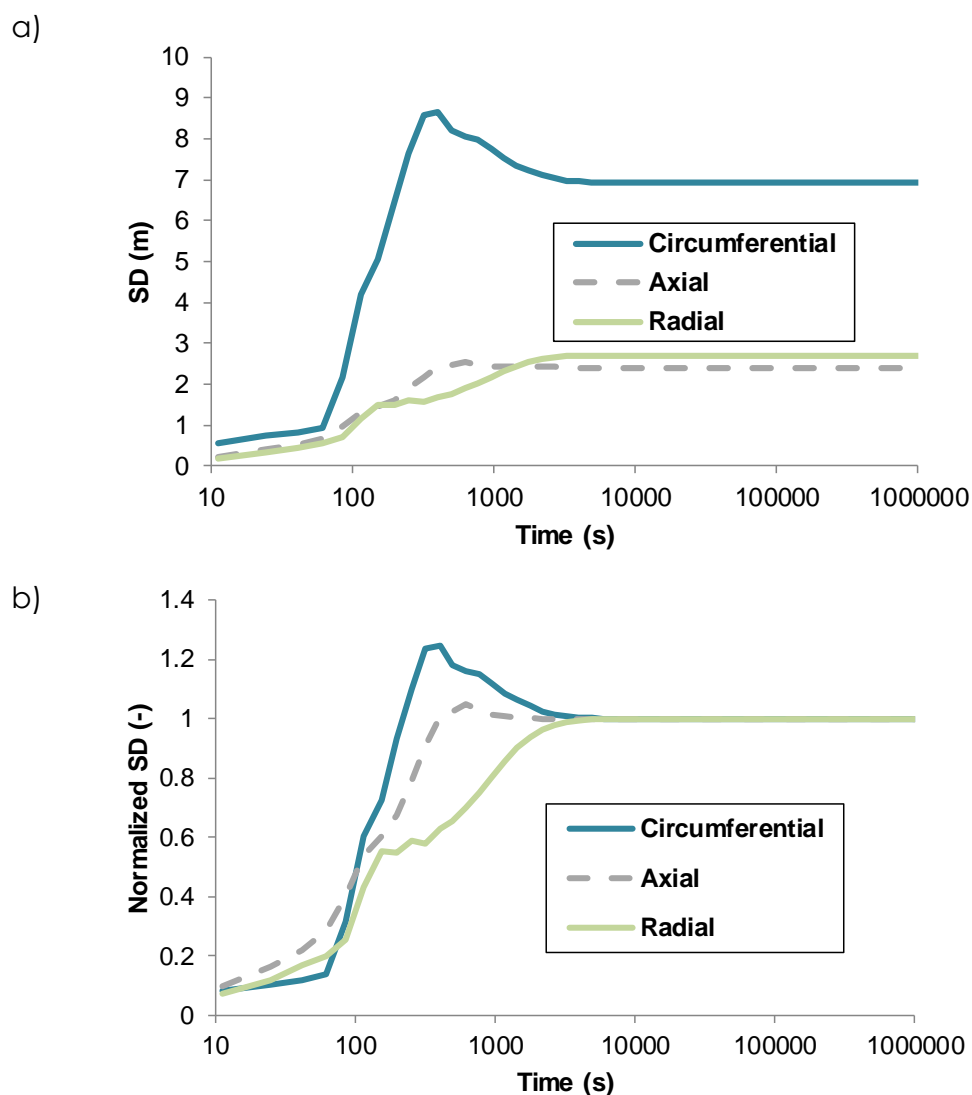 a)
10
9
8
7
6
5
4
3
2
1
0
SD (m)
Circumferential
Axial
Radial
10 100 1000 10000 100000 1000000
Time (s)
b)
1.4
1.2
1
0.8
0.6
0.4
0.2
0
Normalized SD (-)
Circumferential
Axial
Radial
10 100 1000 10000 100000 1000000
Time (s)